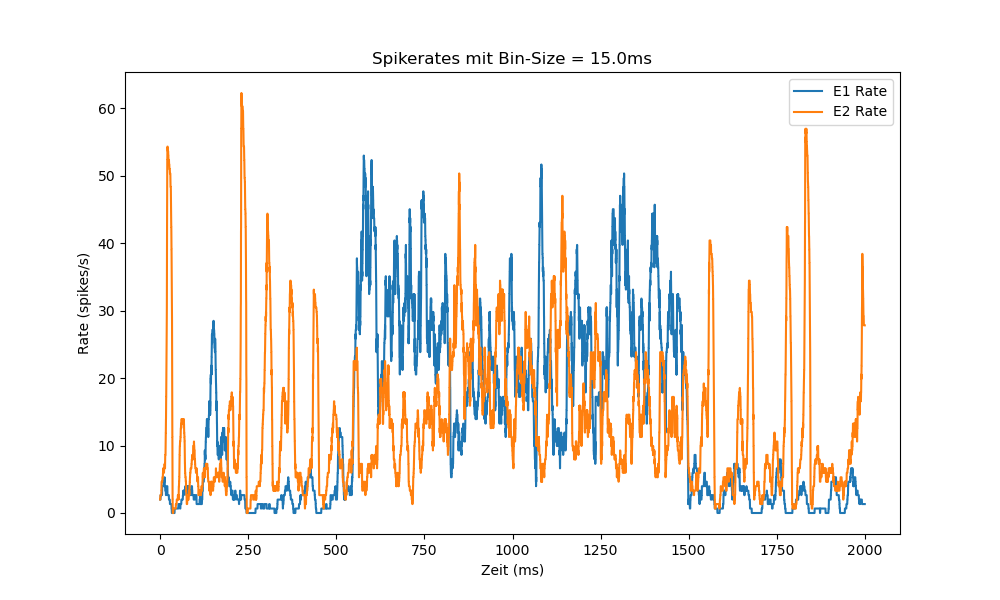 Spikerates mit Bin-Size = 15.0ms
E1 Rate
E2 Rate
Rate (spikes/s)
60
50
40
30
20
10
0
0 250 500 750 1000 1250 1500 1750 2000
Zeit (ms)